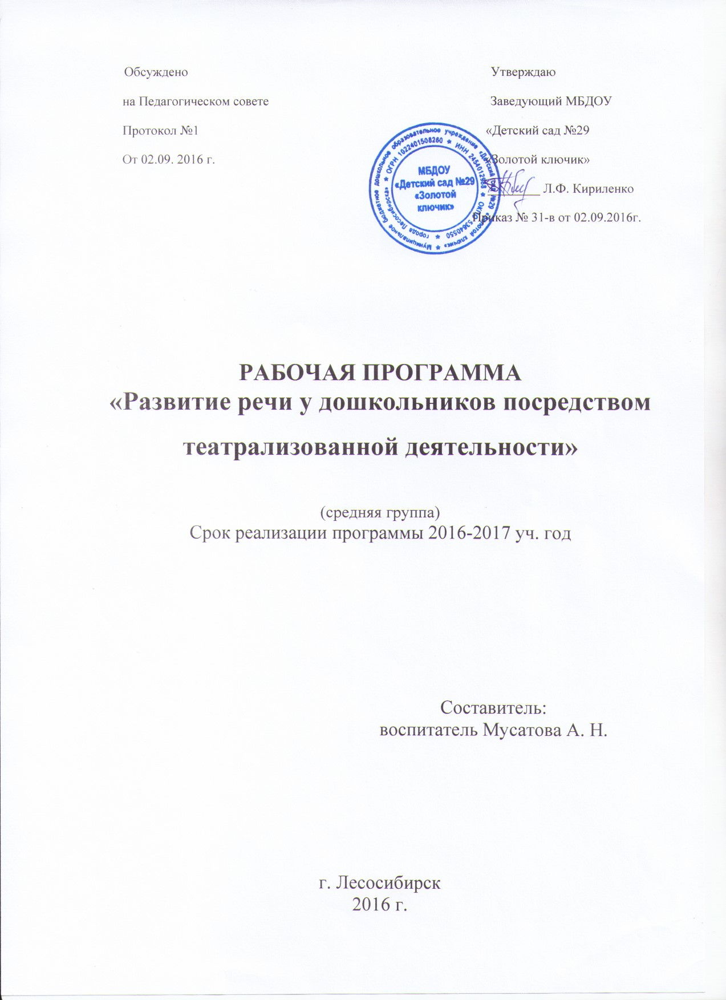 Обсуждено
на Педагогическом совете
Протокол №1
От 02.09. 2016 г.
Утверждаю
Заведующий МБДОУ
«Детский сад №29
«Золотой ключик»
Л.Ф. Кириленко
Приказ № 31-в от 02.09.2016г.
Муниципальное бюджетное дошкольное образовательное учреждение «Детский сад №29 «Золотой ключик»
города Лесосибирска» ★ ОГРН 1022401508260 ★ ИНН 2454012988 ★ ОКПО 53640550 ★
МБДОУ
«Детский сад №29
«Золотой
ключик»
РАБОЧАЯ ПРОГРАММА
«Развитие речи у дошкольников посредством
театрализованной деятельности»
(средняя группа)
Срок реализации программы 2016-2017 уч. год
Составитель:
воспитатель Мусатова А. Н.
г. Лесосибирск
2016 г.